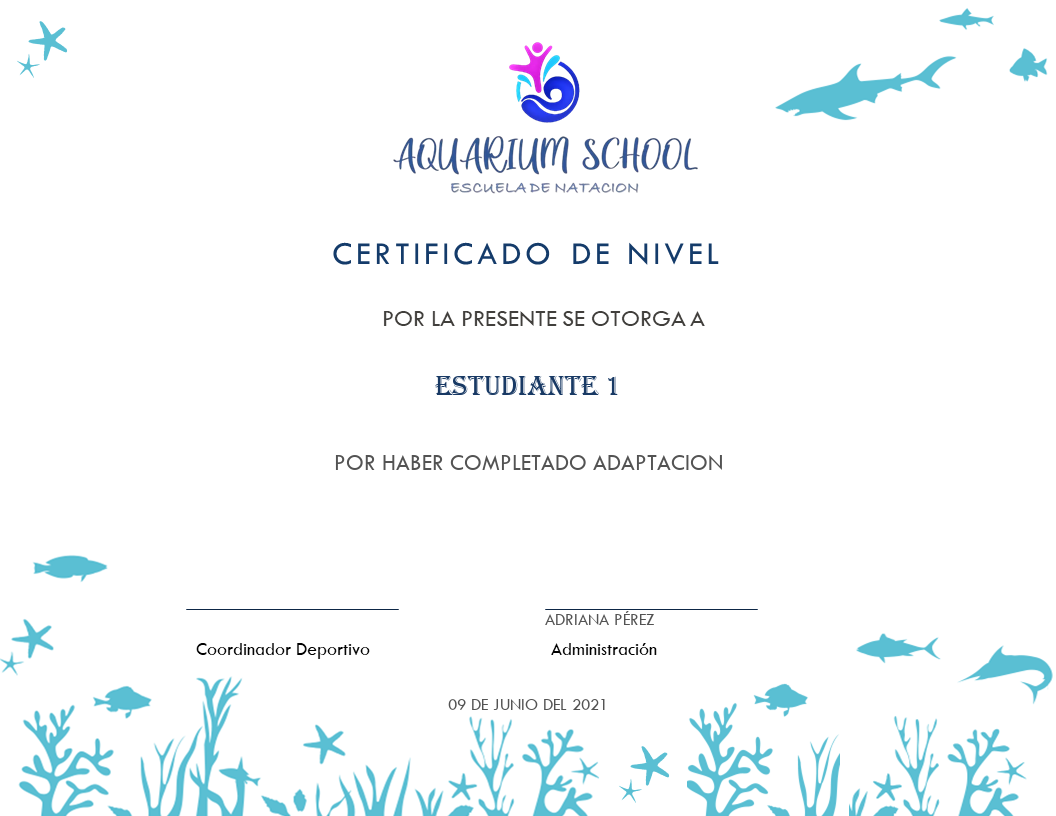 AQUARIUM SCHOOL
ESCUELA DE NATACION
CERTIFICADO DE NIVEL
POR LA PRESENTE SE OTORGA A
ESTUDIANTE 1
POR HABER COMPLETADO ADAPTACION
ADRIANA PÉREZ
Coordinador Deportivo
Administración
09 DE JUNIO DEL 2021